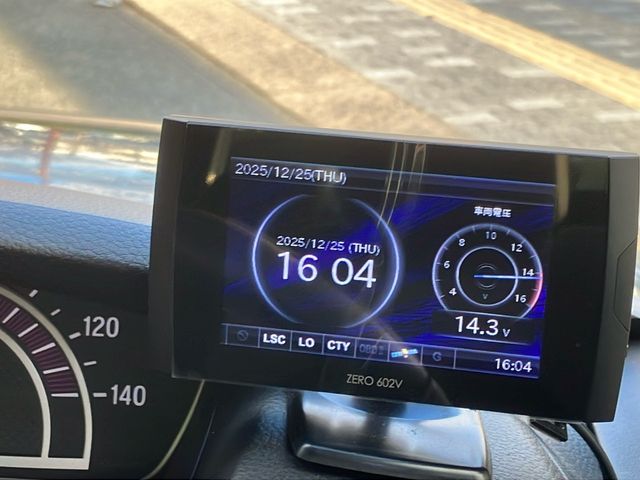 2025/12/25(THU)
2025/12/25 (THU)
16 04
車両電圧
4
6
8
10
12
14
16
V
14.3 V
LSC LO CTY OBD G
16:04
ZERO 602V
120
140